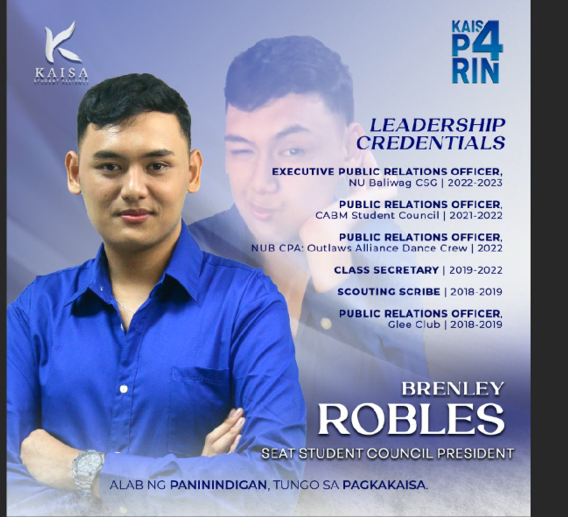 KAISA
STUDENT ALLIANCE
KAIS4
P4RIN
LEADERSHIP
CREDENTIALS
EXECUTIVE PUBLIC RELATIONS OFFICER,
NU Baliwag CSG | 2022-2023
PUBLIC RELATIONS OFFICER,
CABM Student Council | 2021-2022
PUBLIC RELATIONS OFFICER,
NUB CPA: Outlaws Alliance Dance Crew | 2022
CLASS SECRETARY | 2019-2022
SCOUTING SCRIBE | 2018-2019
PUBLIC RELATIONS OFFICER,
Glee Club | 2018-2019
BRENLEY
ROBLES
SEAT STUDENT COUNCIL PRESIDENT
ALAB NG PANININDIGAN, TUNGO SA PAGKAKAISA.